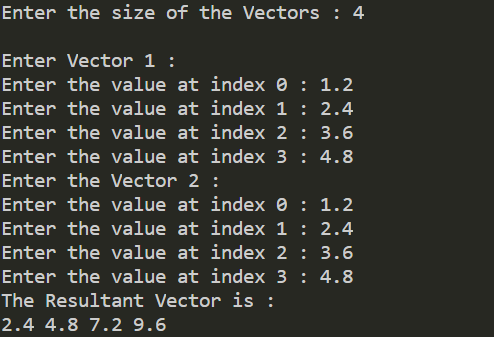 Enter the size of the Vectors : 4
Enter Vector 1 :
Enter the value at index 0 : 1.2
Enter the value at index 1 : 2.4
Enter the value at index 2 : 3.6
Enter the value at index 3 : 4.8
Enter the Vector 2 :
Enter the value at index 0 : 1.2
Enter the value at index 1 : 2.4
Enter the value at index 2 : 3.6
Enter the value at index 3 : 4.8
The Resultant Vector is :
2.4 4.8 7.2 9.6